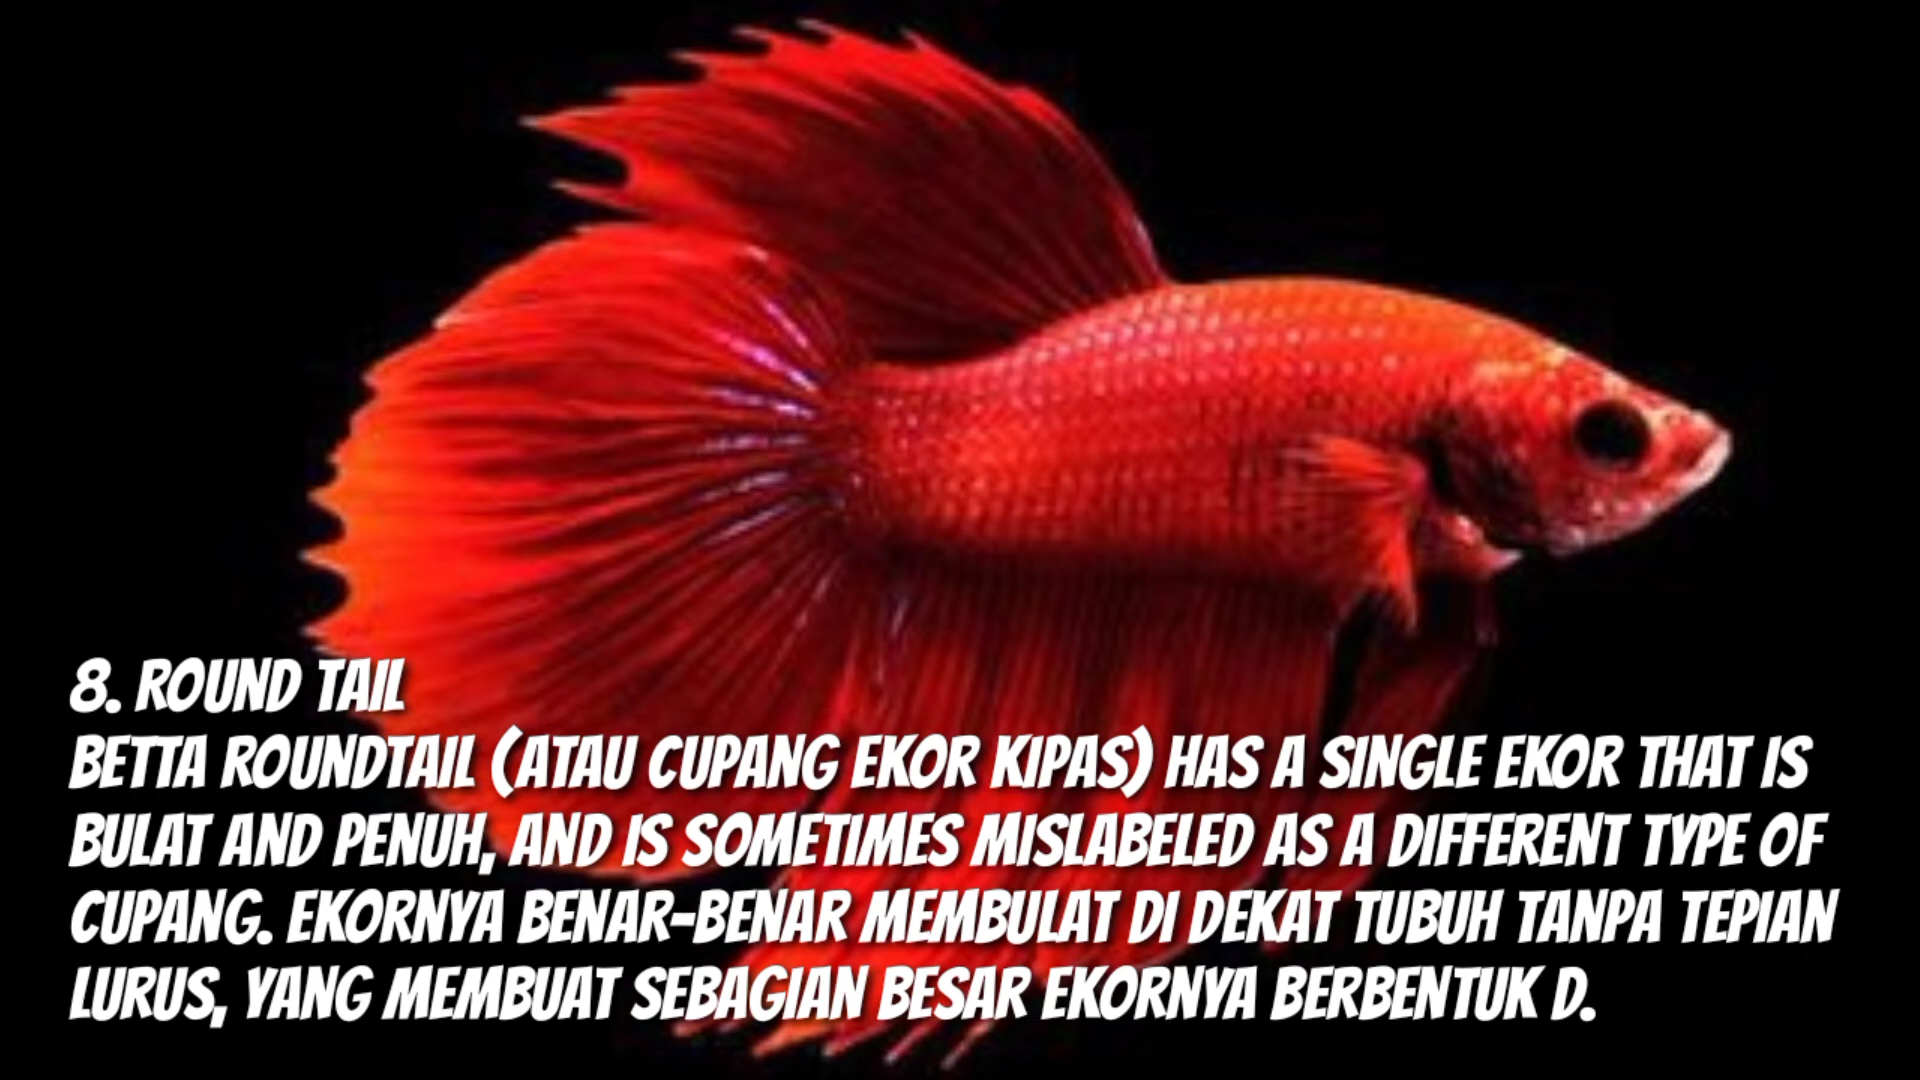 8. ROUND TAIL
BETTA ROUNDTAIL (ATAU CUPANG EKOR KIPAS) HAS A SINGLE EKOR THAT IS
BULAT AND PENUH, AND IS SOMETIMES MISLABELED AS A DIFFERENT TYPE OF
CUPANG. EKORNYA BENAR-BENAR MEMBULAT DI DEKAT TUBUH TANPA TEPIAN
LURUS, YANG MEMBUAT SEBAGIAN BESAR EKORNYA BERBENTUK D.